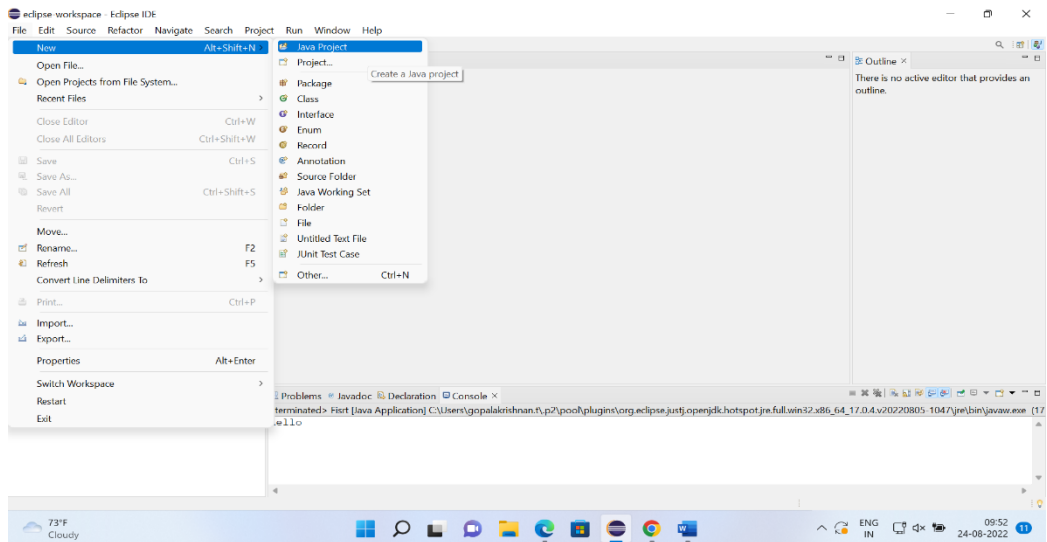 eclipse-workspace - Eclipse IDE
File Edit Source Refactor Navigate Search Project Run Window Help
New Alt+Shift+N >
Open File...
Open Projects from File System...
Recent Files >
Close Editor Ctrl+W
Close All Editors Ctrl+Shift+W
Save Ctrl+S
Save As...
Save All Ctrl+Shift+S
Revert
Move...
Rename... F2
Refresh F5
Convert Line Delimiters To >
Print... Ctrl+P
Import...
Export...
Properties Alt+Enter
Switch Workspace >
Restart
Exit
Java Project
Project...
Create a Java project
Package
Class
Interface
Enum
Record
Annotation
Source Folder
Java Working Set
Folder
File
Untitled Text File
JUnit Test Case
Other... Ctrl+N
Outline ×
There is no active editor that provides an
outline.
Problems Javadoc Declaration Console ×
terminated> Fisrt [Java Application] C:\Users\gopalakrishnan.f\.p2\pool\plugins\org.eclipse.justj.openjdk.hotspot.jre.full.win32.x86_64_17.0.4.v20220805-1047\jre\bin\javaw.exe (17
ello
73°F
Cloudy
ENG
IN
09:52
24-08-2022
11